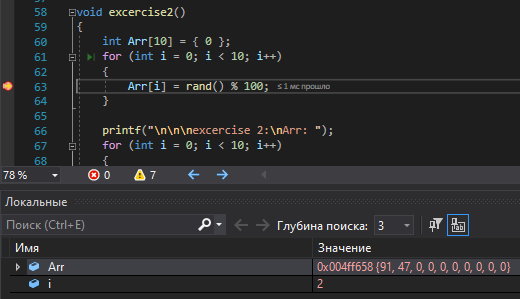 58 void excercise2()
59 {
60 int Arr[10] = { 0 };
61 for (int i = 0; i < 10; i++)
62 {
63 Arr[i] = rand() % 100; ≤ 1 мс прошло
64 }
65
66 printf("\n\n\nexcercise 2:\nArr: ");
67 for (int i = 0; i < 10; i++)
68 {
78 % 0 7
Локальные
Поиск (Ctrl+E) Глубина поиска: 3
Имя Значение
Arr 0x004ff658 {91, 47, 0, 0, 0, 0, 0, 0, 0, 0}
i 2